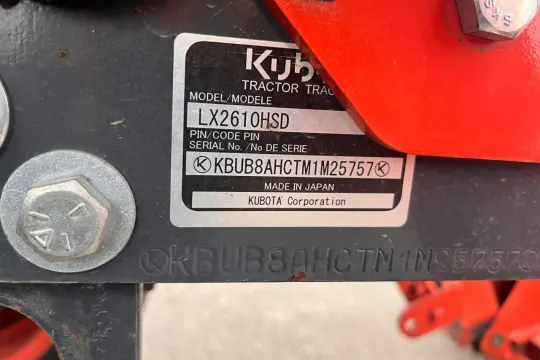 Kub
TRACTOR TRAC
MODEL/MODELE
LX2610HSD
PIN/CODE PIN
SERIAL No. /No DE SERIE
KBUB8AHCTM1M25757
MADE IN JAPAN
KUBOTA Corporation
KBUB8AHCTM1M25757